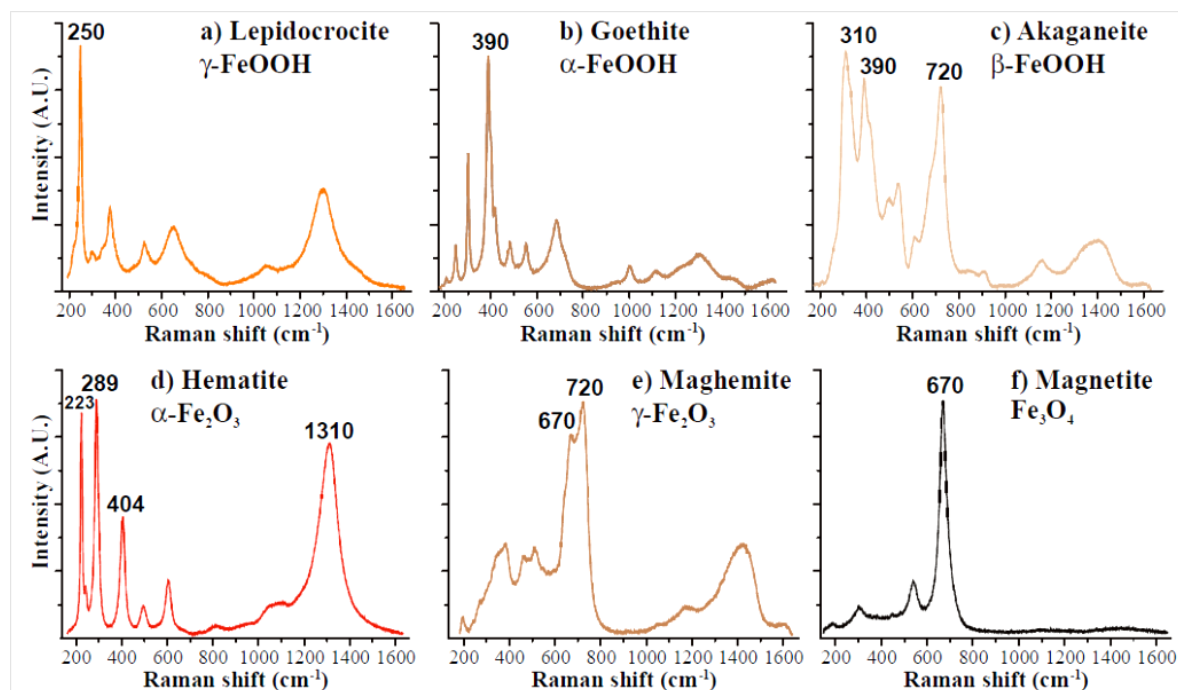 a) Lepidocrocite
γ-FeOOH
250
Intensity (A.U.)
200 400 600 800 1000 1200 1400 1600
Raman shift (cm⁻¹)
b) Goethite
α-FeOOH
390
200 400 600 800 1000 1200 1400 1600
Raman shift (cm⁻¹)
c) Akaganeite
β-FeOOH
310
390
720
200 400 600 800 1000 1200 1400 1600
Raman shift (cm⁻¹)
d) Hematite
α-Fe₂O₃
223
289
404
1310
Intensity (A.U.)
200 400 600 800 1000 1200 1400 1600
Raman shift (cm⁻¹)
e) Maghemite
γ-Fe₂O₃
670
720
200 400 600 800 1000 1200 1400 1600
Raman shift (cm⁻¹)
f) Magnetite
Fe₃O₄
670
200 400 600 800 1000 1200 1400 1600
Raman shift (cm⁻¹)